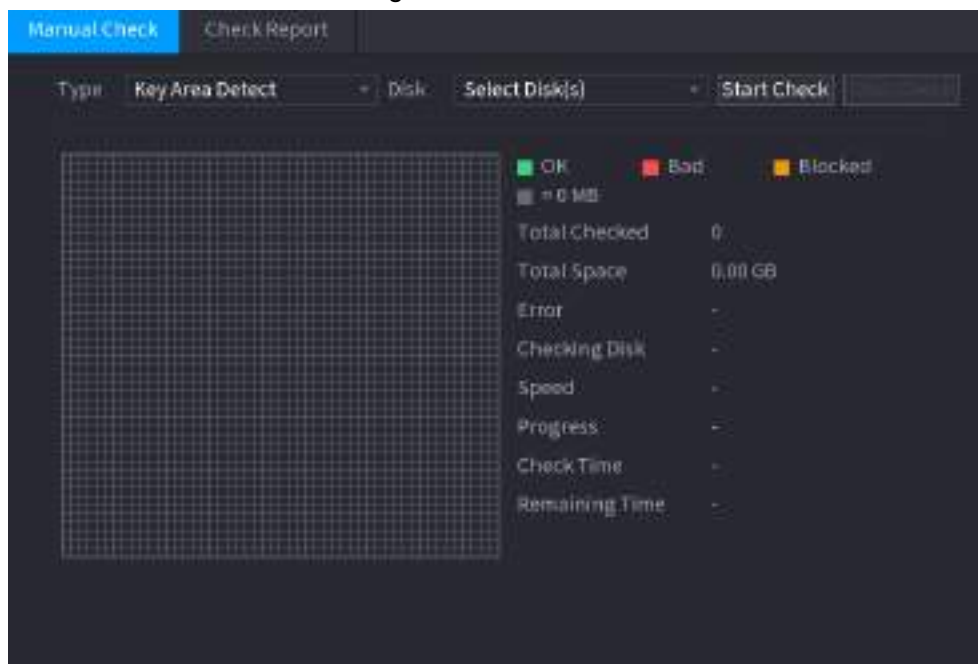 Manual Check Check Report
Type Key Area Detect Disk Select Disk(s) Start Check
OK Bad Blocked
= 0 MB
Total Checked 0
Total Space 0.00 GB
Error -
Checking Disk -
Speed -
Progress -
Check Time -
Remaining Time -